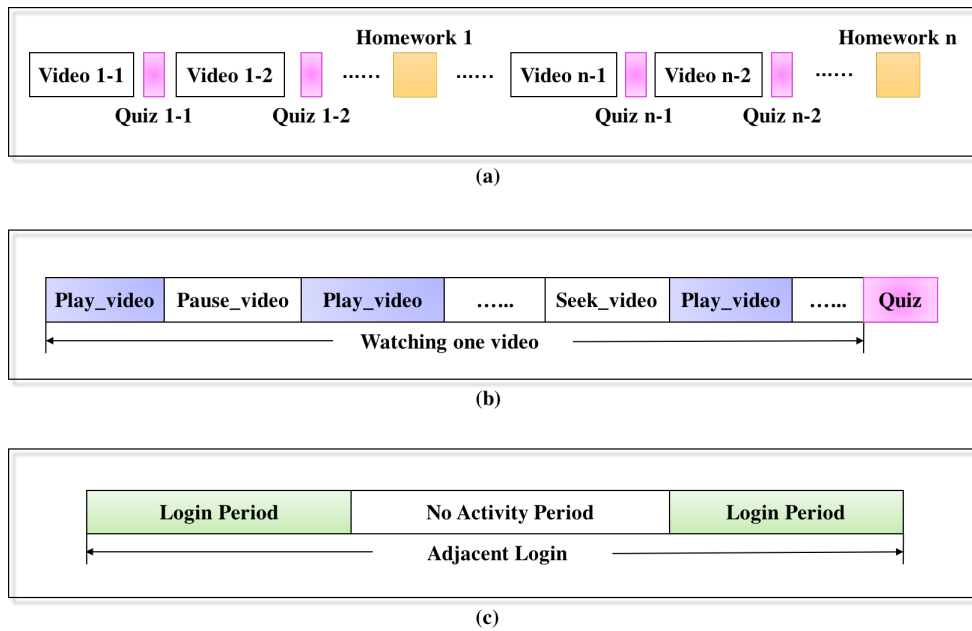 Homework 1
Homework n
Video 1-1
Video 1-2
......
......
Video n-1
Video n-2
......
Quiz 1-1
Quiz 1-2
Quiz n-1
Quiz n-2
(a)
Play_video
Pause_video
Play_video
......
Seek_video
Play_video
......
Quiz
Watching one video
(b)
Login Period
No Activity Period
Login Period
Adjacent Login
(c)